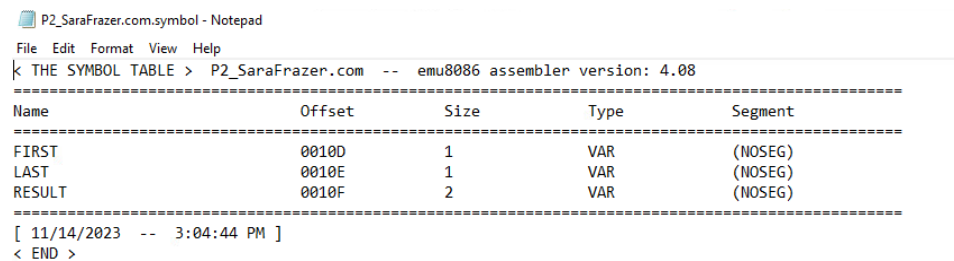 P2_SaraFrazer.com.symbol - Notepad
File Edit Format View Help
< THE SYMBOL TABLE > P2_SaraFrazer.com -- emu8086 assembler version: 4.08
===================================================================================================
Name Offset Size Type Segment
===================================================================================================
FIRST 0010D 1 VAR (NOSEG)
LAST 0010E 1 VAR (NOSEG)
RESULT 0010F 2 VAR (NOSEG)
===================================================================================================
[ 11/14/2023 -- 3:04:44 PM ]
< END >